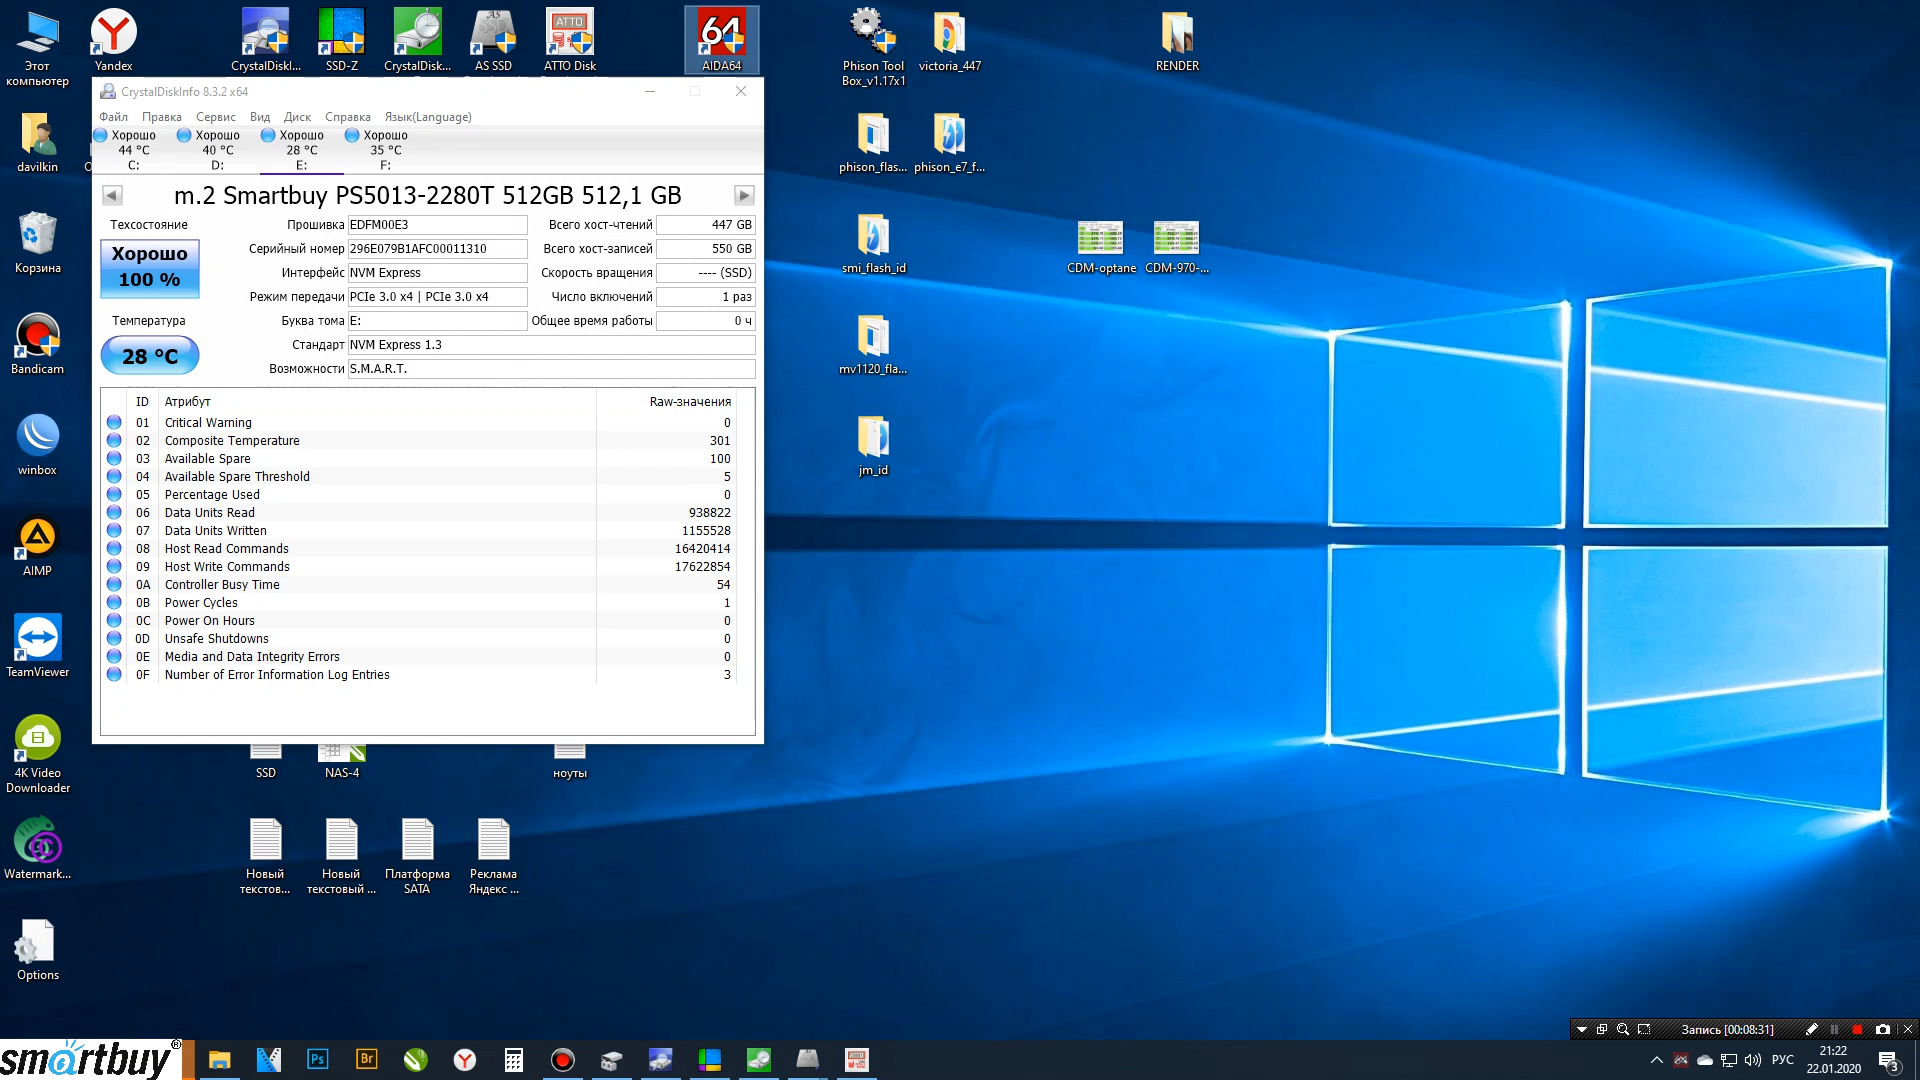 Этот
компьютер
Yandex
CrystalDiskI...
SSD-Z
CrystalDisk...
AS SSD
ATTO
ATTO Disk
64
AIDA64
Phison Tool
Box_v1.17x1
victoria_447
RENDER
CrystalDiskInfo 8.3.2 x64
Файл Правка Сервис Вид Диск Справка Язык(Language)
Хорошо Хорошо Хорошо Хорошо
44 °C 40 °C 28 °C 35 °C
C: D: E: F:
m.2 Smartbuy PS5013-2280T 512GB 512,1 GB
Техсостояние
Хорошо
100 %
Температура
28 °C
Прошивка EDFM00E3 Всего хост-чтений 447 GB
Серийный номер 296E079B1AFC00011310 Всего хост-записей 550 GB
Интерфейс NVM Express Скорость вращения ---- (SSD)
Режим передачи PCIe 3.0 x4 | PCIe 3.0 x4 Число включений 1 раз
Буква тома E: Общее время работы 0 ч
Стандарт NVM Express 1.3
Возможности S.M.A.R.T.
ID Атрибут Raw-значения
01 Critical Warning 0
02 Composite Temperature 301
03 Available Spare 100
04 Available Spare Threshold 5
05 Percentage Used 0
06 Data Units Read 938822
07 Data Units Written 1155528
08 Host Read Commands 16420414
09 Host Write Commands 17622854
0A Controller Busy Time 54
0B Power Cycles 1
0C Power On Hours 0
0D Unsafe Shutdowns 0
0E Media and Data Integrity Errors 0
0F Number of Error Information Log Entries 3
davilkin
Корзина
Bandicam
winbox
AIMP
TeamViewer
4K Video
Downloader
Watermark...
Options
phison_flas...
phison_e7_f...
smi_flash_id
CDM-optane
CDM-970-...
mv1120_fla...
jm_id
SSD
NAS-4
ноуты
Новый
текстов...
Новый
текстовый ...
Платформа
SATA
Реклама
Яндекс ...
Запись [00:08:31]
smartbuy®
Ps
Br
РУС
21:22
22.01.2020
3